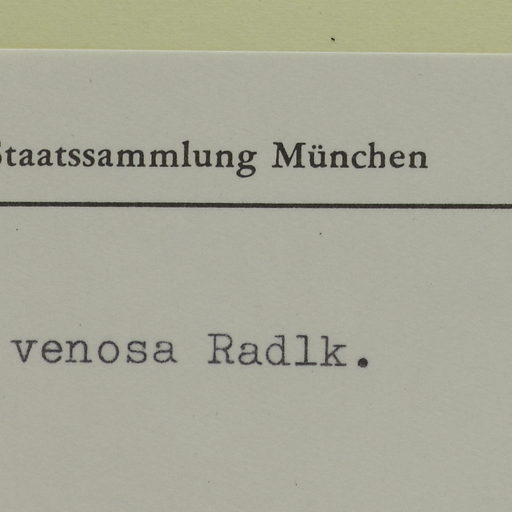 Staatssammlung München
venosa Radlk.